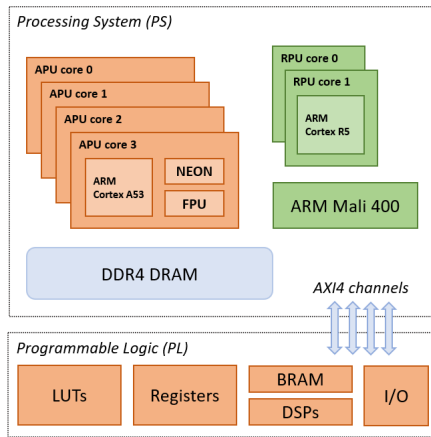 Processing System (PS)
APU core 0
APU core 1
APU core 2
APU core 3
ARM
Cortex A53
NEON
FPU
RPU core 0
RPU core 1
ARM
Cortex R5
ARM Mali 400
DDR4 DRAM
AXI4 channels
Programmable Logic (PL)
LUTs
Registers
BRAM
DSPs
I/O